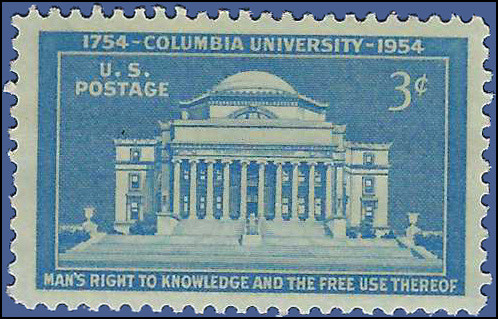 1754-COLUMBIA UNIVERSITY-1954
U. S.
POSTAGE
3¢
MAN'S RIGHT TO KNOWLEDGE AND THE FREE USE THEREOF